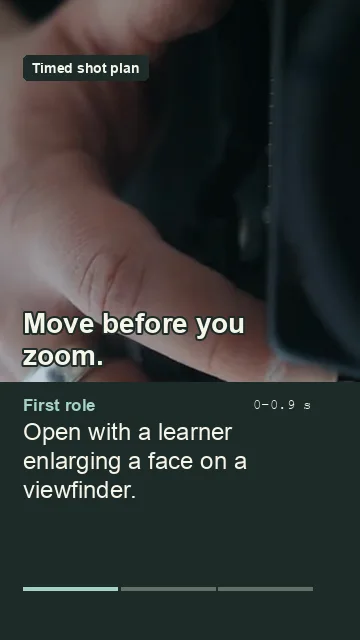 Timed shot plan
Move before you
zoom.
First role
0–0.9 s
Open with a learner
enlarging a face on a
viewfinder.